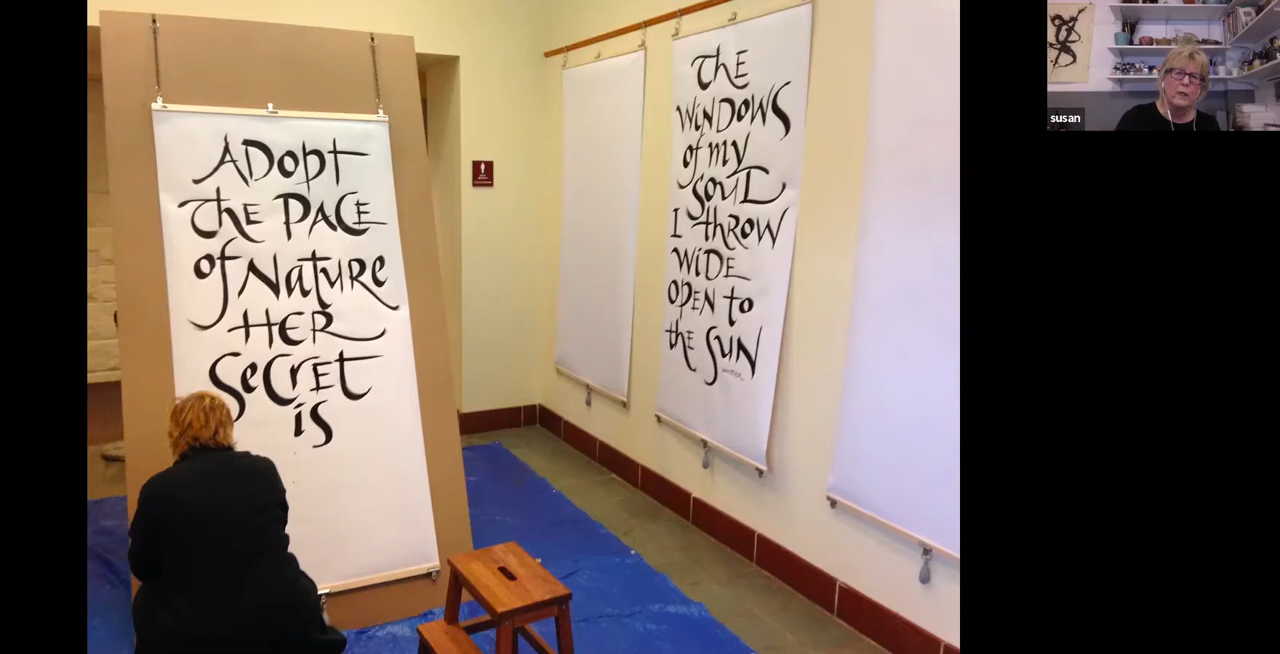 ADopt
the PACE
of Nature
HER
SeCrET
is
the
WiNDOWS
of my
SOUL
I thROW
WiDE
OPEN to
the SUN
susan